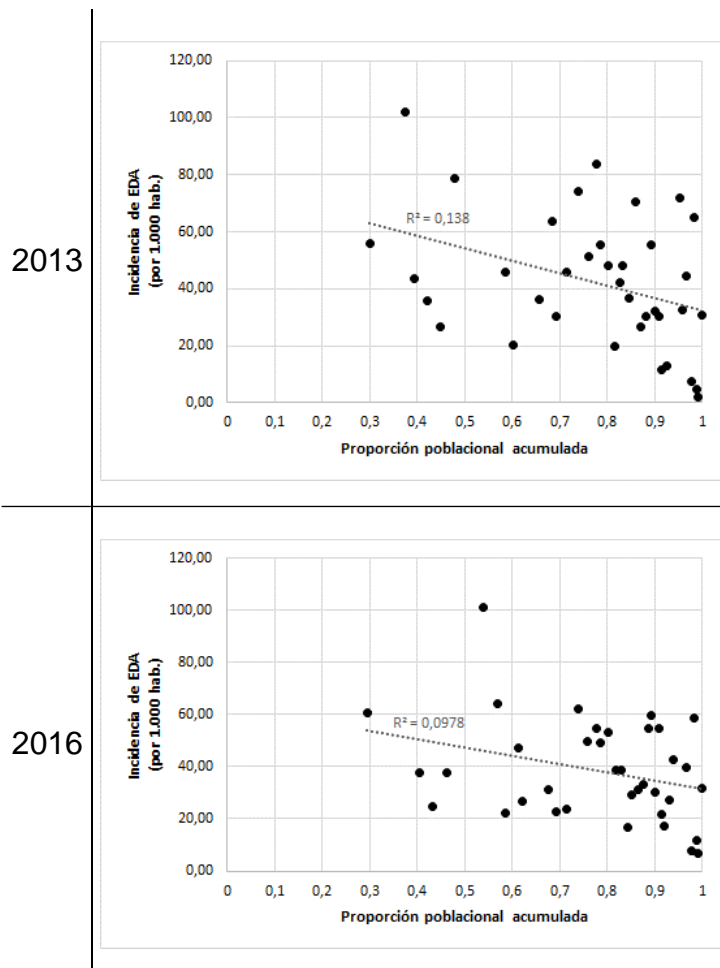 2013
Incidencia de EDA
(por 1.000 hab.)
120,00
100,00
80,00
60,00
40,00
20,00
0,00
R² = 0,138
0 0,1 0,2 0,3 0,4 0,5 0,6 0,7 0,8 0,9 1
Proporción poblacional acumulada
2016
Incidencia de EDA
(por 1.000 hab.)
120,00
100,00
80,00
60,00
40,00
20,00
0,00
R² = 0,0978
0 0,1 0,2 0,3 0,4 0,5 0,6 0,7 0,8 0,9 1
Proporción poblacional acumulada